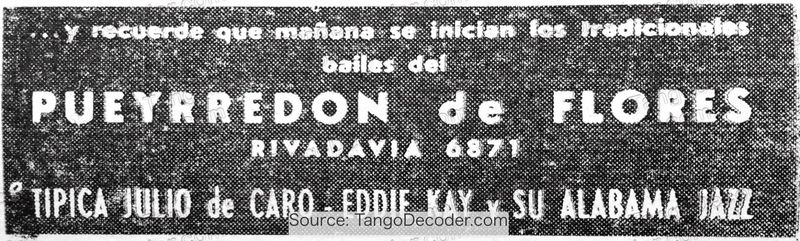 ...y recuerde que mañana se inician los tradicionales
bailes del
PUEYRREDON de FLORES
RIVADAVIA 6871
TIPICA JULIO de CARO - EDDIE KAY y SU ALABAMA JAZZ
Source: TangoDecoder.com